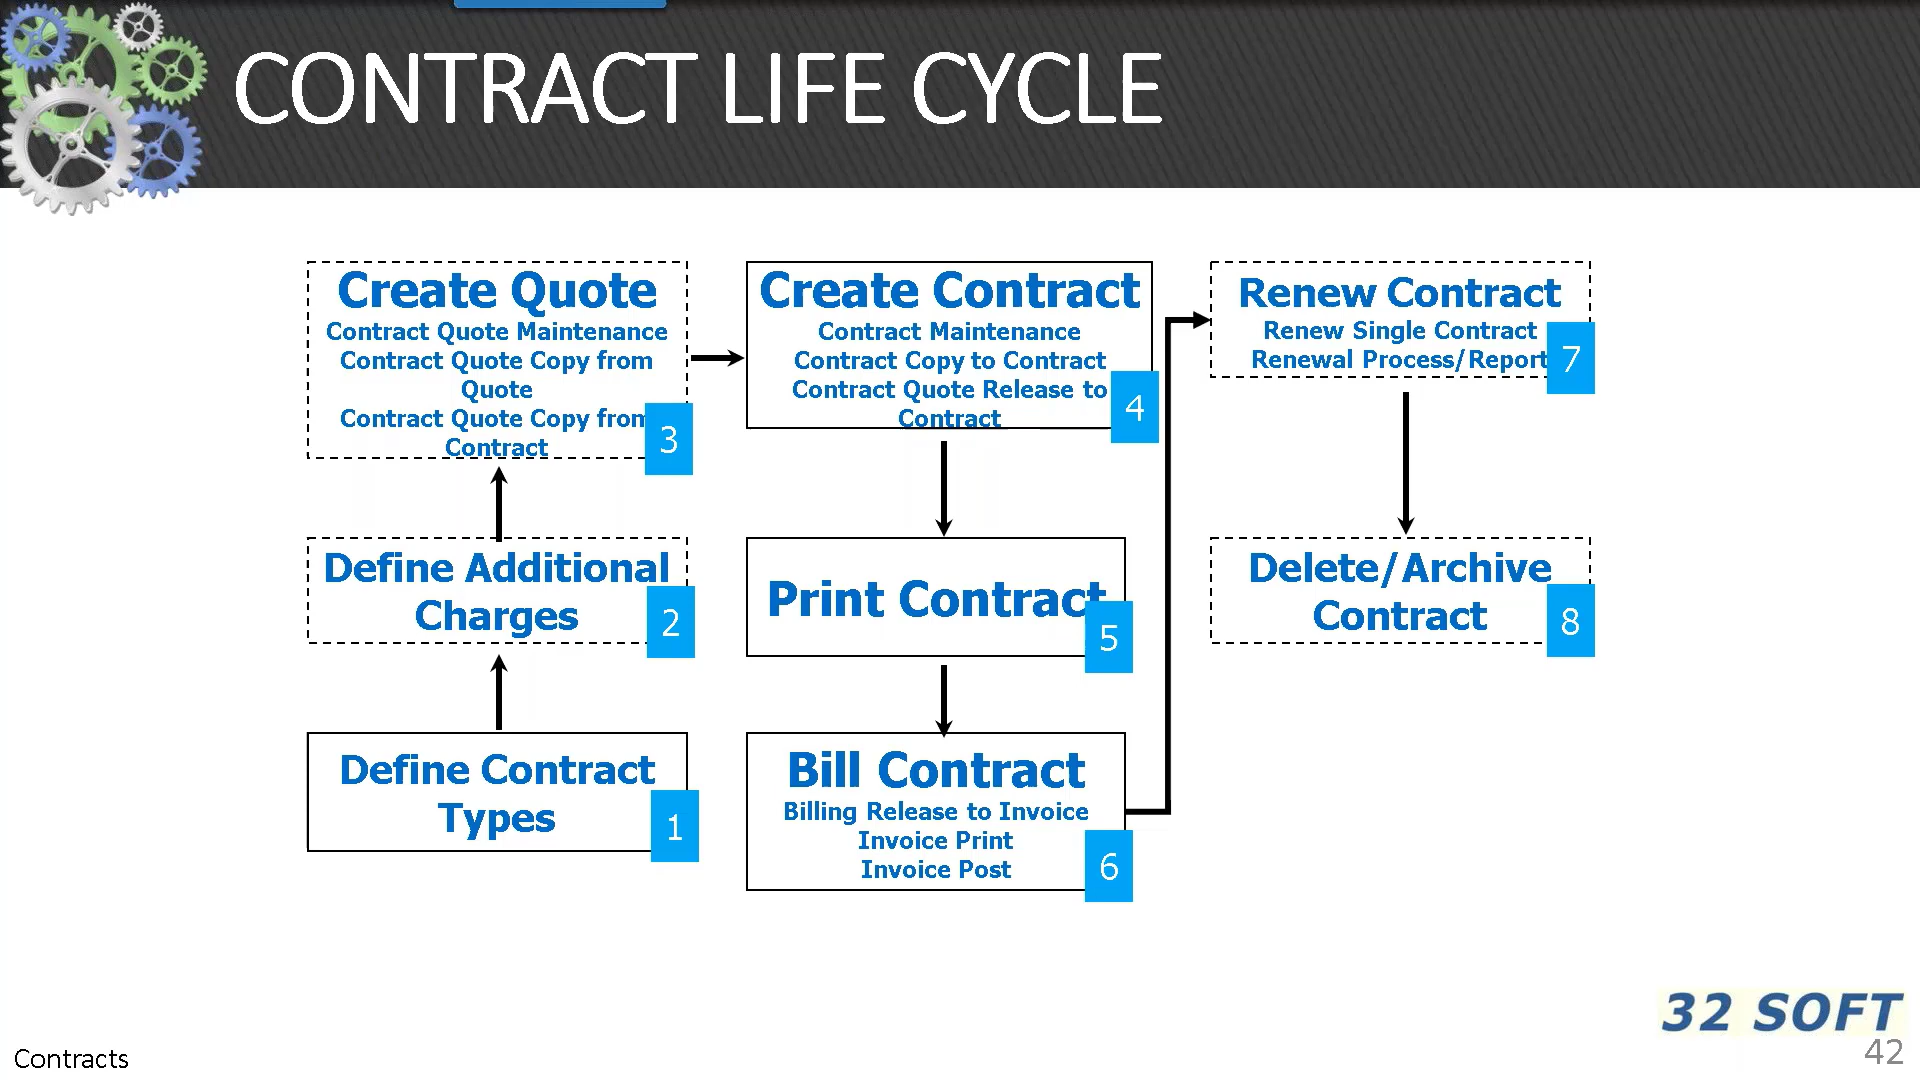 CONTRACT LIFE CYCLE
Create Quote
Contract Quote Maintenance
Contract Quote Copy from
Quote
Contract Quote Copy from
Contract
3
Create Contract
Contract Maintenance
Contract Copy to Contract
Contract Quote Release to
Contract
4
Renew Contract
Renew Single Contract
Renewal Process/Report
7
Define Additional
Charges
2
Print Contract
5
Delete/Archive
Contract
8
Define Contract
Types
1
Bill Contract
Billing Release to Invoice
Invoice Print
Invoice Post
6
32 SOFT
Contracts
42